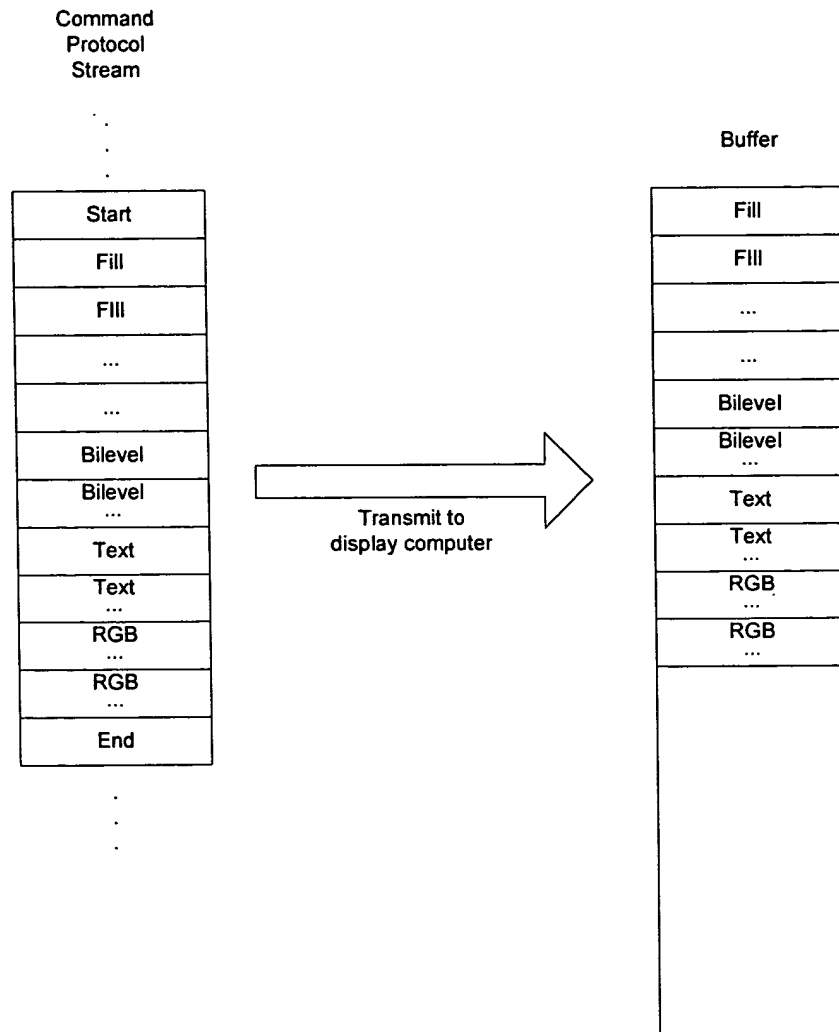 Command
Protocol
Stream
Start
Fill
FIll
...
...
Bilevel
Bilevel
...
Text
Text
...
RGB
...
RGB
...
End
Transmit to
display computer
Buffer
Fill
FIll
...
...
Bilevel
Bilevel
...
Text
Text
...
RGB
...
RGB
...